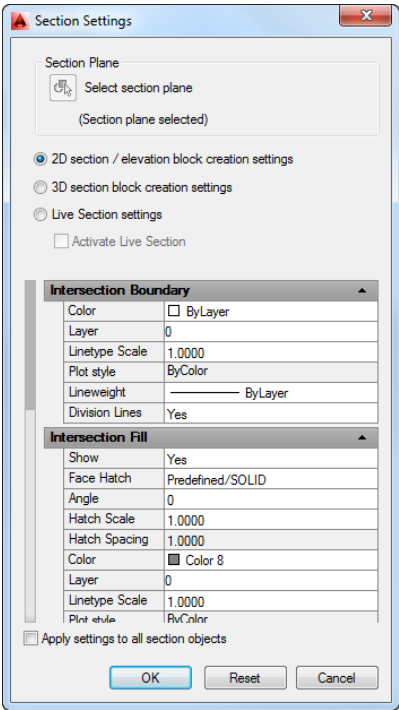 Section Settings
Section Plane
Select section plane
(Section plane selected)
2D section / elevation block creation settings
3D section block creation settings
Live Section settings
Activate Live Section
Intersection Boundary
Color ByLayer
Layer 0
Linetype Scale 1.0000
Plot style ByColor
Lineweight ByLayer
Division Lines Yes
Intersection Fill
Show Yes
Face Hatch Predefined/SOLID
Angle 0
Hatch Scale 1.0000
Hatch Spacing 1.0000
Color Color 8
Layer 0
Linetype Scale 1.0000
Plot style ByColor
Apply settings to all section objects
OK Reset Cancel